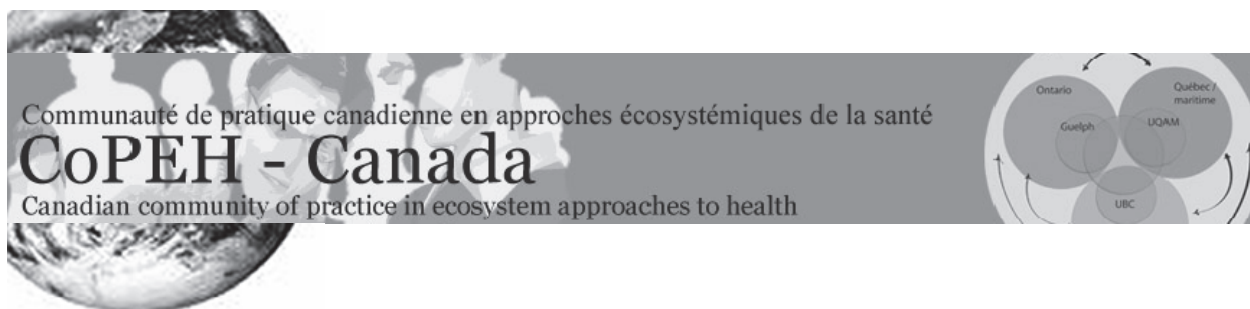 Communauté de pratique canadienne en approches écosystémiques de la santé
CoPEH - Canada
Canadian community of practice in ecosystem approaches to health
Ontario
Québec /
maritime
Guelph
UQAM
UBC